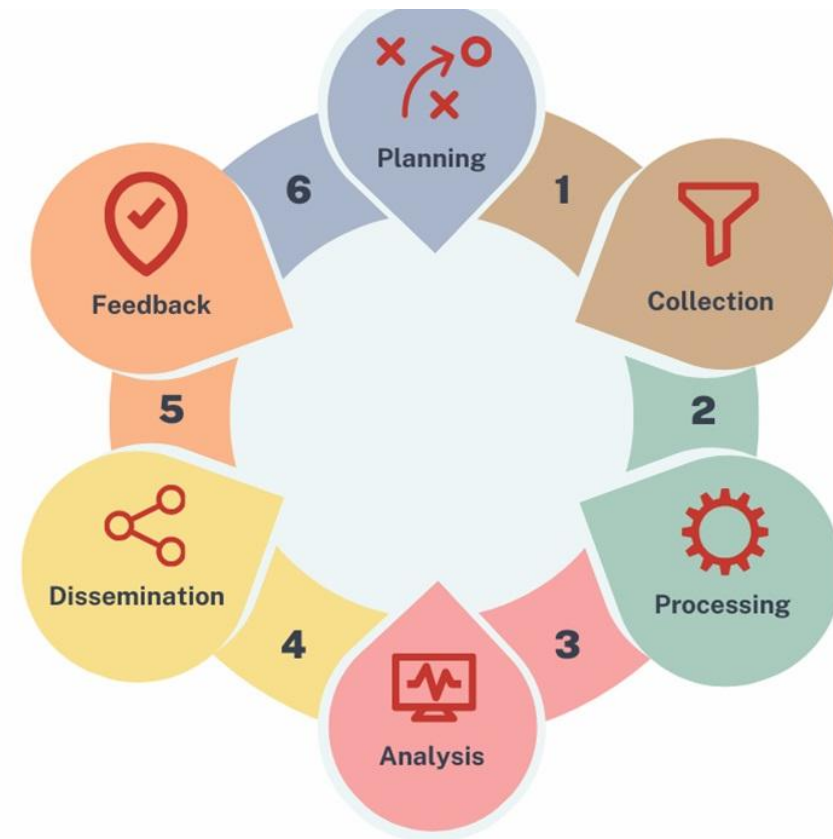 Planning
1
Collection
2
Processing
3
Analysis
4
Dissemination
5
Feedback
6